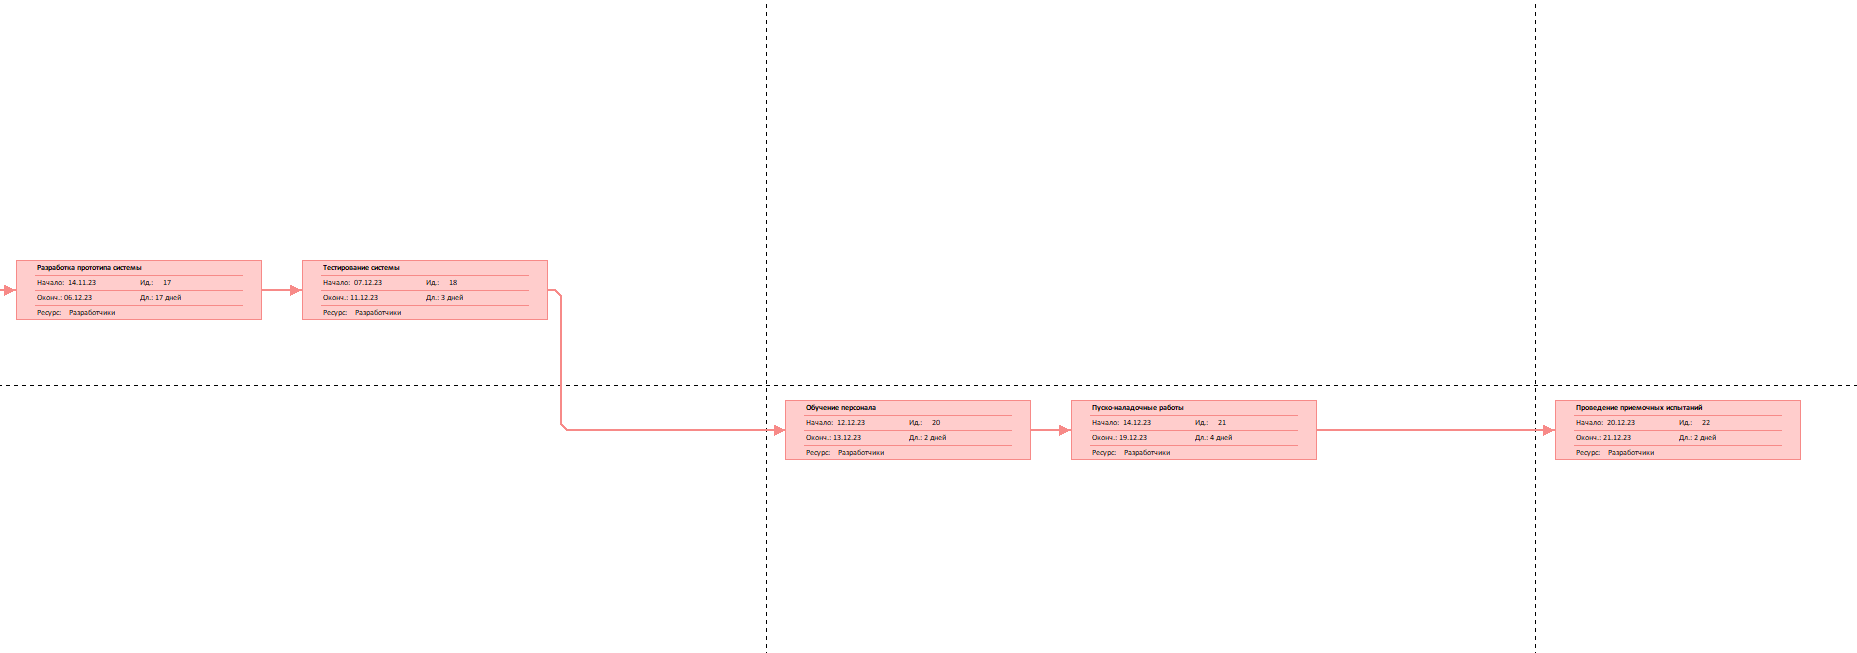 Разработка прототипа системы
Начало: 14.11.23 Ид.: 17
Оконч.: 06.12.23 Дл.: 17 дней
Ресурс: Разработчики
Тестирование системы
Начало: 07.12.23 Ид.: 18
Оконч.: 11.12.23 Дл.: 3 дней
Ресурс: Разработчики
Обучение персонала
Начало: 12.12.23 Ид.: 20
Оконч.: 13.12.23 Дл.: 2 дней
Ресурс: Разработчики
Пуско-наладочные работы
Начало: 14.12.23 Ид.: 21
Оконч.: 19.12.23 Дл.: 4 дней
Ресурс: Разработчики
Проведение приемочных испытаний
Начало: 20.12.23 Ид.: 22
Оконч.: 21.12.23 Дл.: 2 дней
Ресурс: Разработчики